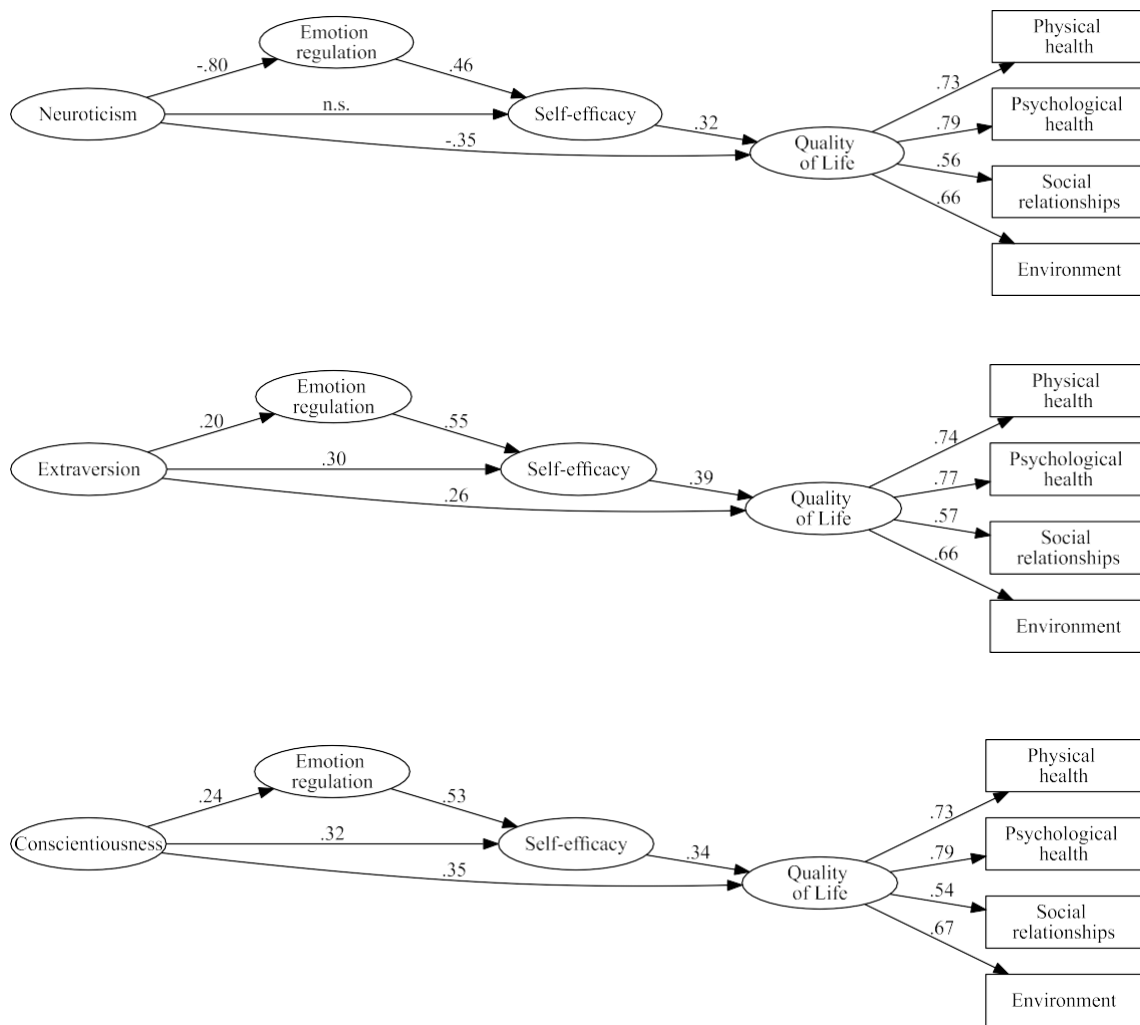 Emotion
regulation
Physical
health
-.80
.46
.73
Neuroticism
n.s.
Self-efficacy
.32
Psychological
health
.79
-.35
Quality
of Life
.56
Social
relationships
.66
Environment
Emotion
regulation
Physical
health
.20
.55
.74
Extraversion
.30
Self-efficacy
.39
Psychological
health
.77
.26
Quality
of Life
.57
Social
relationships
.66
Environment
Emotion
regulation
Physical
health
.24
.53
.73
Conscientiousness
.32
Self-efficacy
.34
Psychological
health
.79
.35
Quality
of Life
.54
Social
relationships
.67
Environment